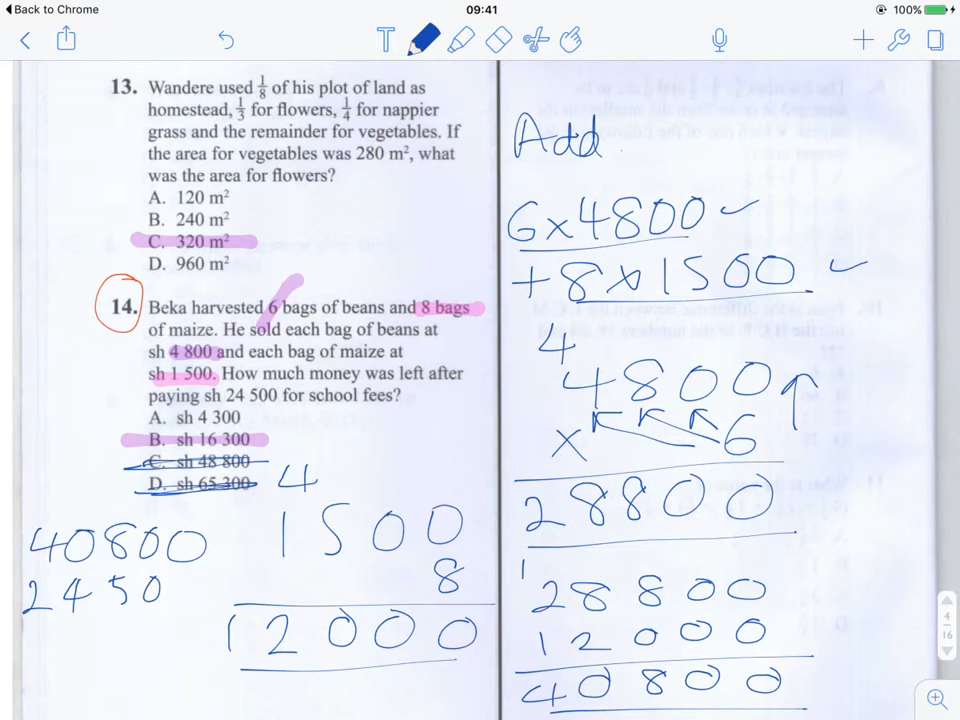 Back to Chrome
09:41
100%
T
13. Wandere used 1/8 of his plot of land as
homestead, 1/3 for flowers, 1/4 for nappier
grass and the remainder for vegetables. If
the area for vegetables was 280 m², what
was the area for flowers?
A. 120 m²
B. 240 m²
C. 320 m²
D. 960 m²
14. Beka harvested 6 bags of beans and 8 bags
of maize. He sold each bag of beans at
sh 4 800 and each bag of maize at
sh 1 500. How much money was left after
paying sh 24 500 for school fees?
A. sh 4 300
B. sh 16 300
C. sh 48 800
D. sh 65 300
40800
2450
4
1500
8
12000
Add
6x4800
+8x1500
4
4800
x 6
28800
1
28800
12000
40800
4
16